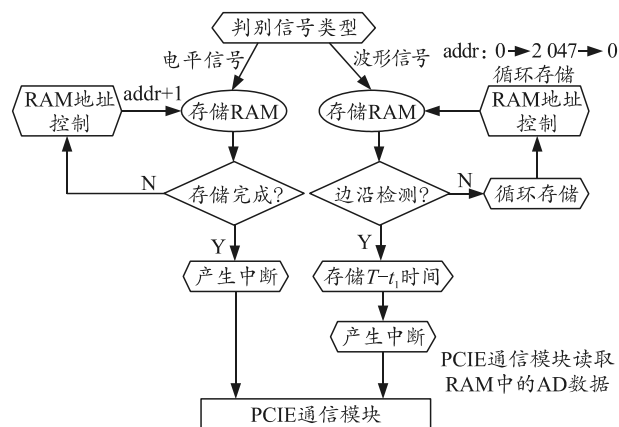 判别信号类型
电平信号
波形信号
addr：0→2 047→0
循环存储
RAM地址
控制
addr+1
存储RAM
存储RAM
RAM地址
控制
N
存储完成?
边沿检测?
N
循环存储
Y
Y
产生中断
存储T−t₁时间
产生中断
PCIE通信模块读取
RAM中的AD数据
PCIE通信模块